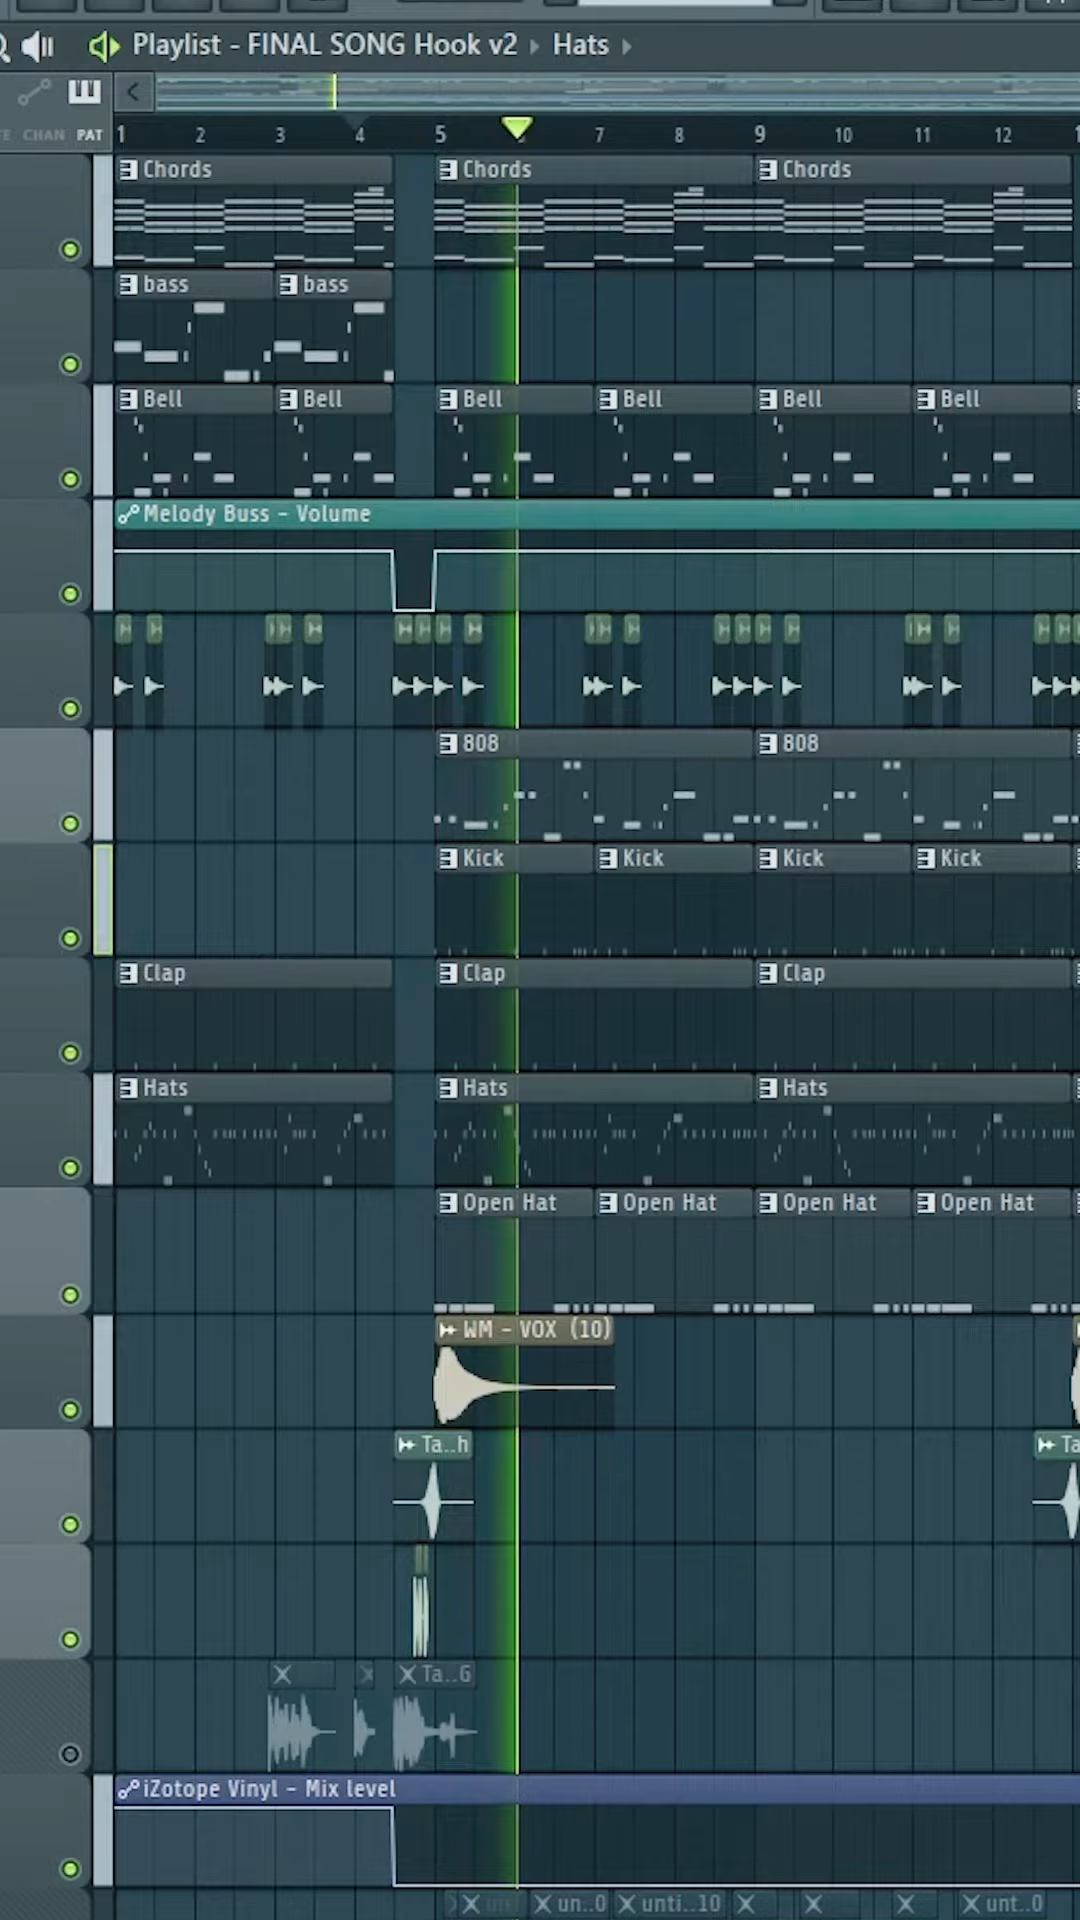 Playlist - FINAL SONG Hook v2 ▸ Hats ▸
CHAN PAT
1 2 3 4 5 7 8 9 10 11 12
Chords Chords Chords
bass bass
Bell Bell Bell Bell Bell Bell
Melody Buss - Volume
808 808
Kick Kick Kick Kick
Clap Clap Clap
Hats Hats Hats
Open Hat Open Hat Open Hat Open Hat
WM - VOX (10)
Ta..h Ta
Ta..G
iZotope Vinyl - Mix level
un..0 unti..10 unt..0